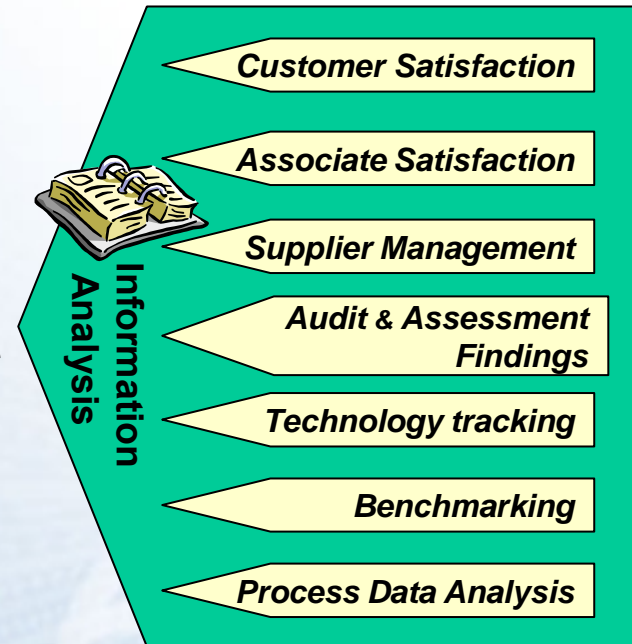 Customer Satisfaction
Associate Satisfaction
Supplier Management
Audit & Assessment
Findings
Technology tracking
Benchmarking
Process Data Analysis
Information
Analysis